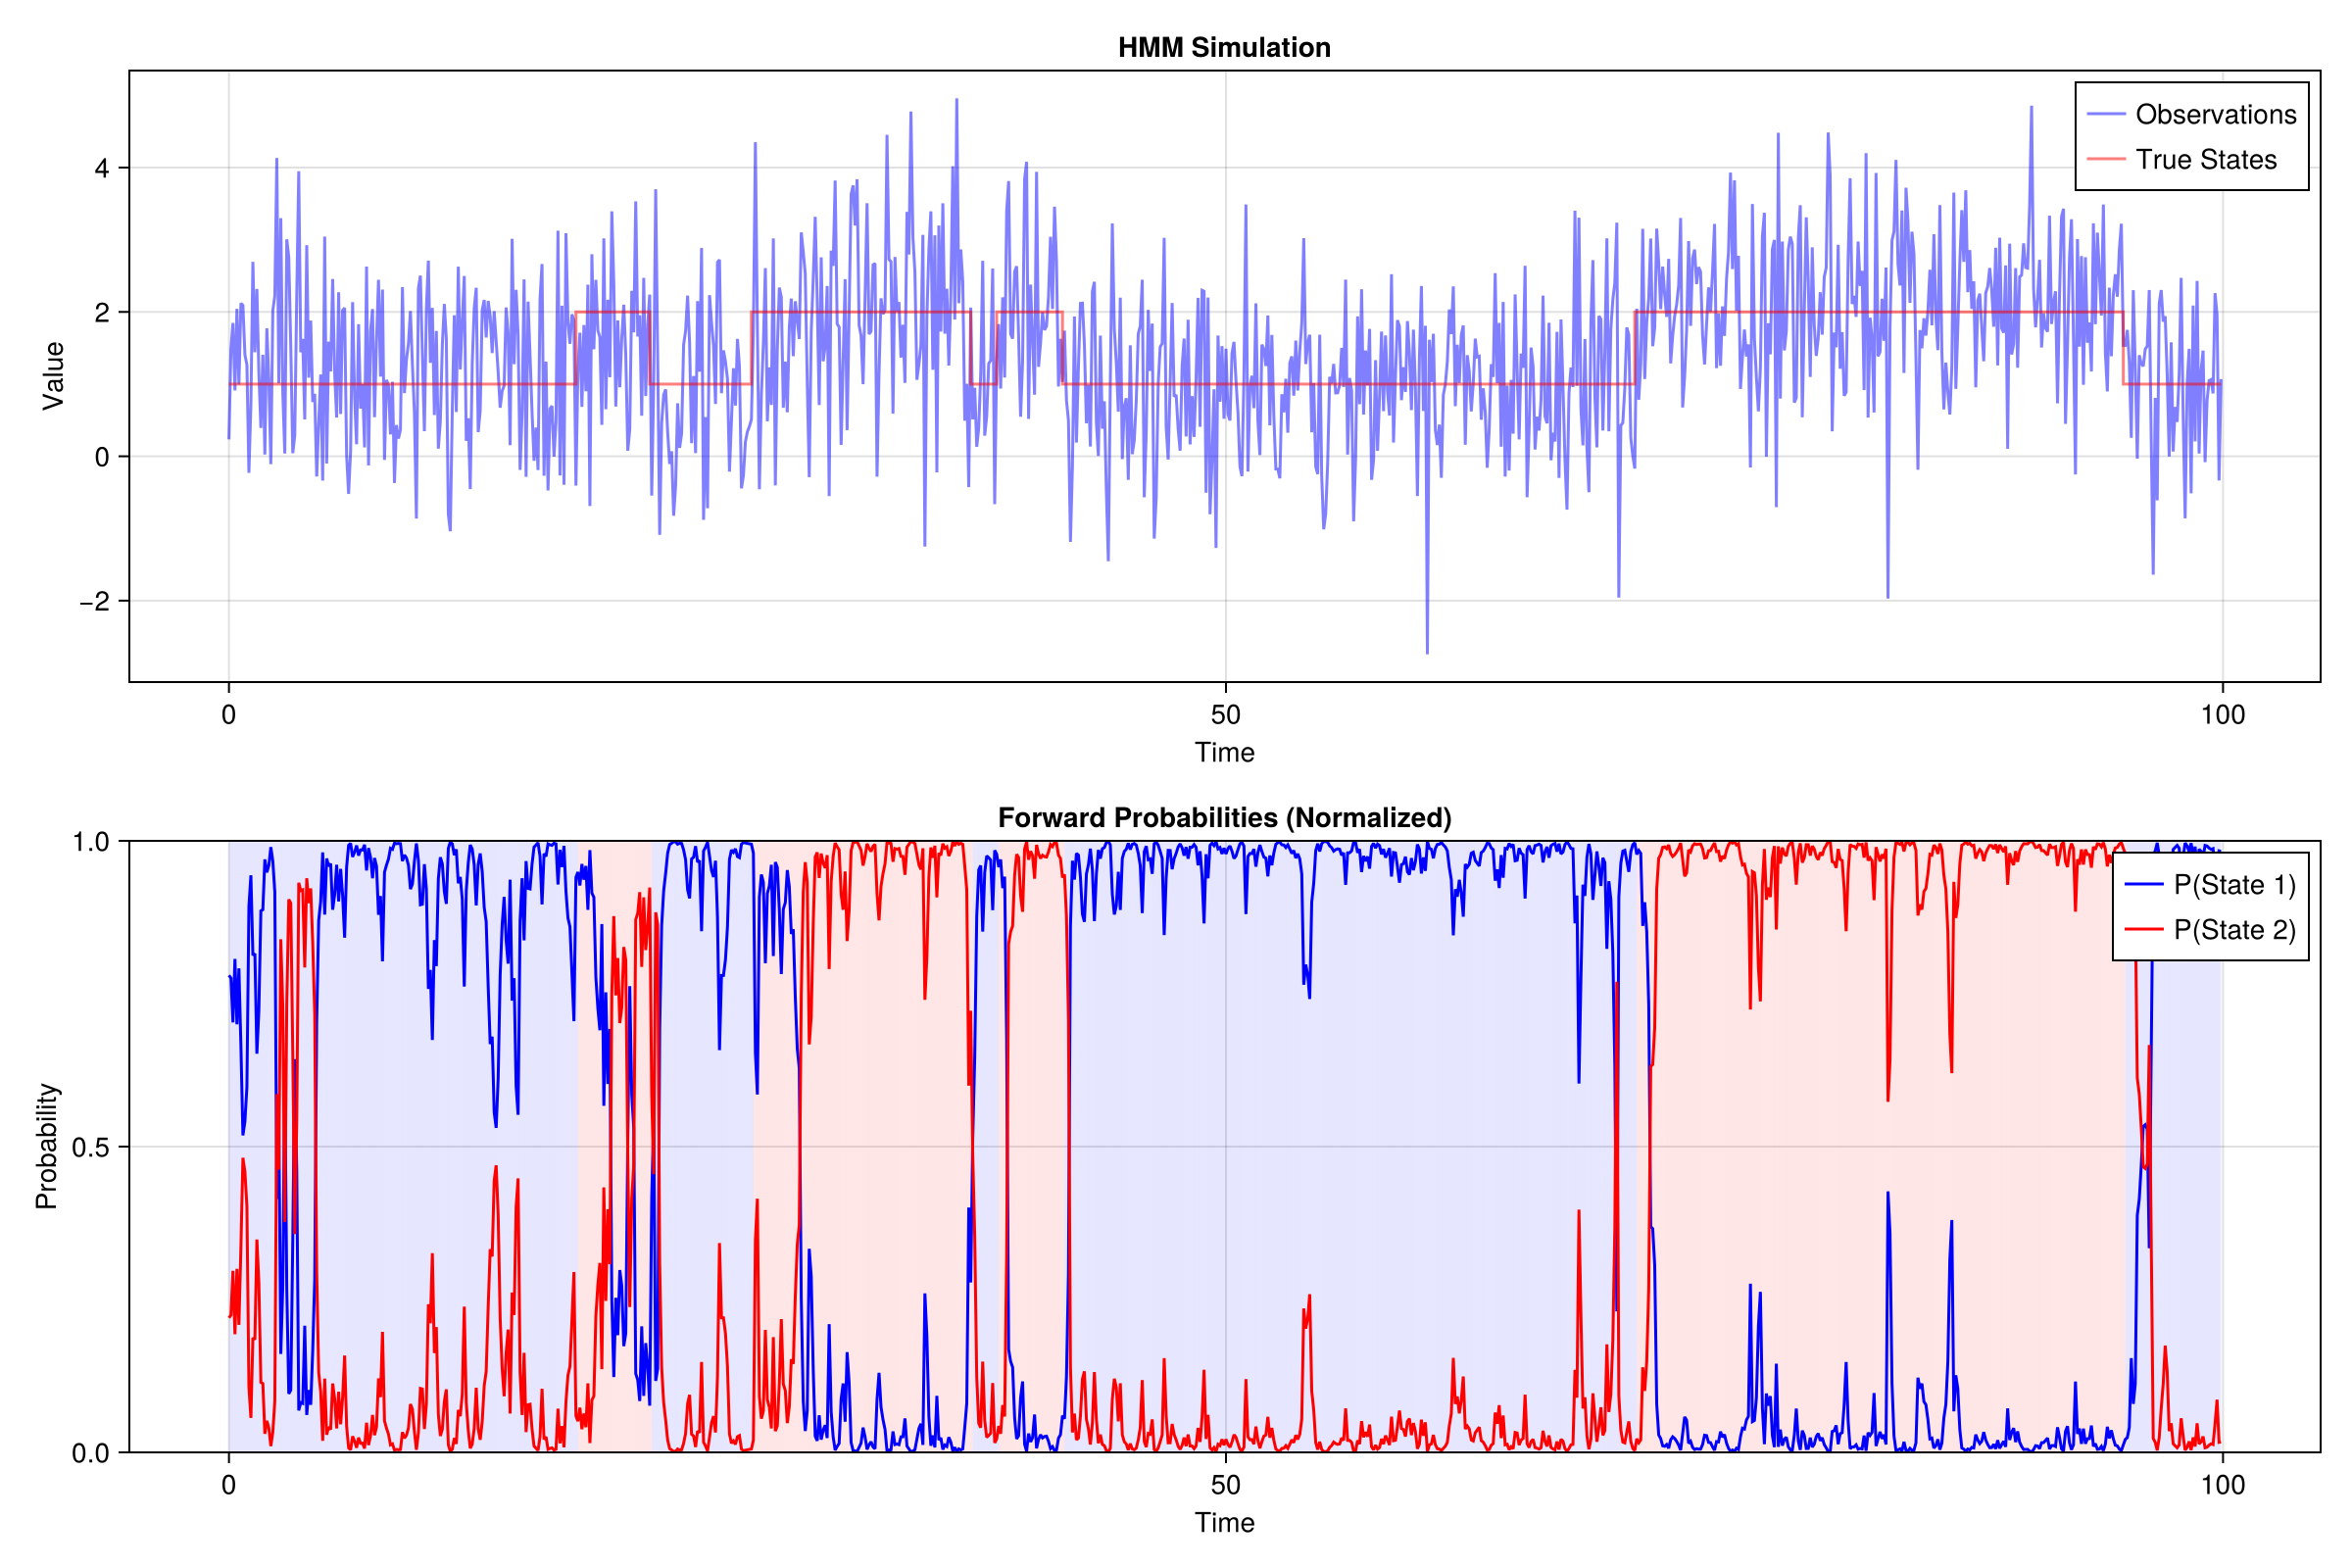 HMM Simulation
Value
4
2
0
−2
Observations
True States
0
50
100
Time
Forward Probabilities (Normalized)
Probability
1.0
0.5
0.0
P(State 1)
P(State 2)
0
50
100
Time